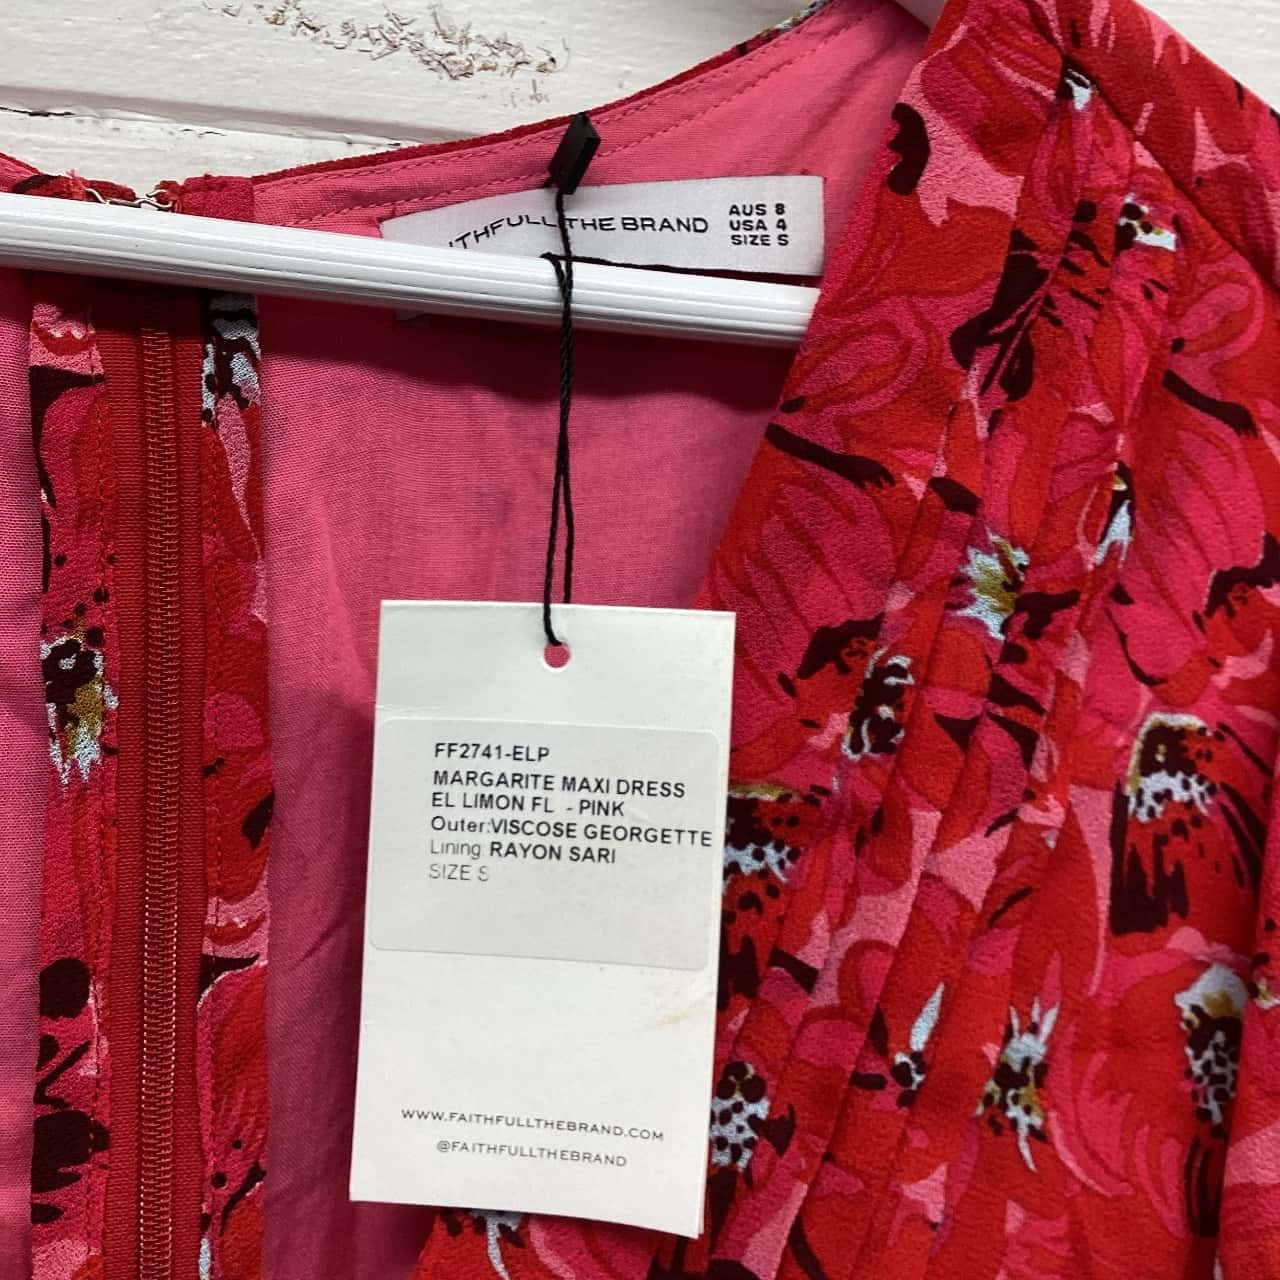 THE BRAND
AUS 8
USA 4
SIZE S
FF2741-ELP
MARGARITE MAXI DRESS
EL LIMON FL - PINK
Outer:VISCOSE GEORGETTE
Lining: RAYON SARI
SIZE S
WWW.FAITHFULLTHEBRAND.COM
@FAITHFULLTHEBRAND